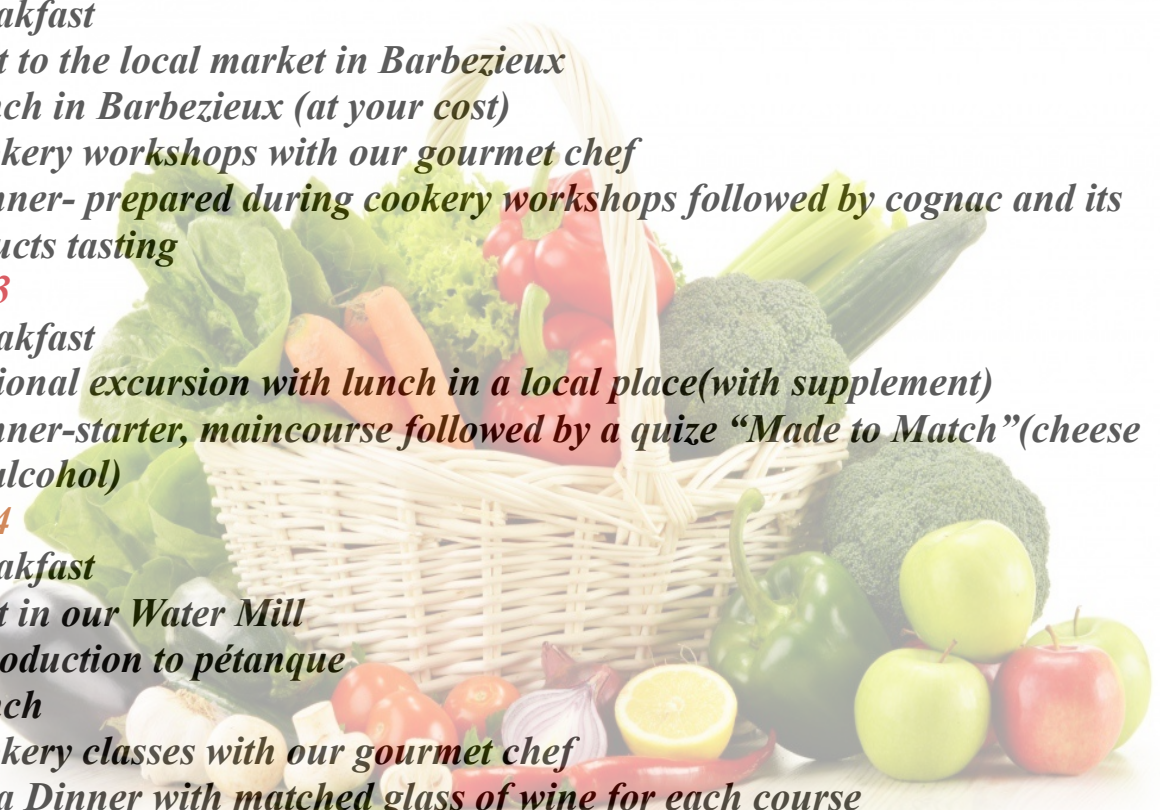 akfast
t to the local market in Barbezieux
ch in Barbezieux (at your cost)
kery workshops with our gourmet chef
nner- prepared during cookery workshops followed by cognac and its
ucts tasting
3
akfast
ional excursion with lunch in a local place(with supplement)
nner-starter, maincourse followed by a quize “Made to Match”(cheese
alcohol)
4
akfast
t in our Water Mill
oduction to pétanque
ch
kery classes with our gourmet chef
a Dinner with matched glass of wine for each course